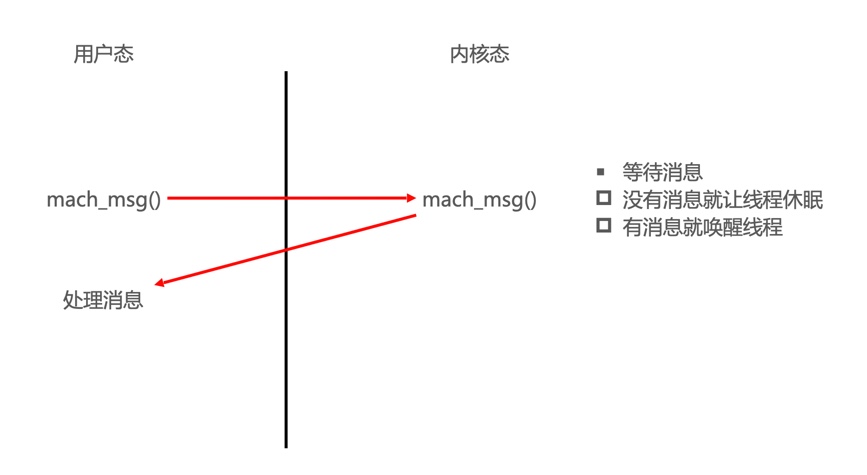 用户态
内核态
mach_msg()
mach_msg()
等待消息
没有消息就让线程休眠
有消息就唤醒线程
处理消息